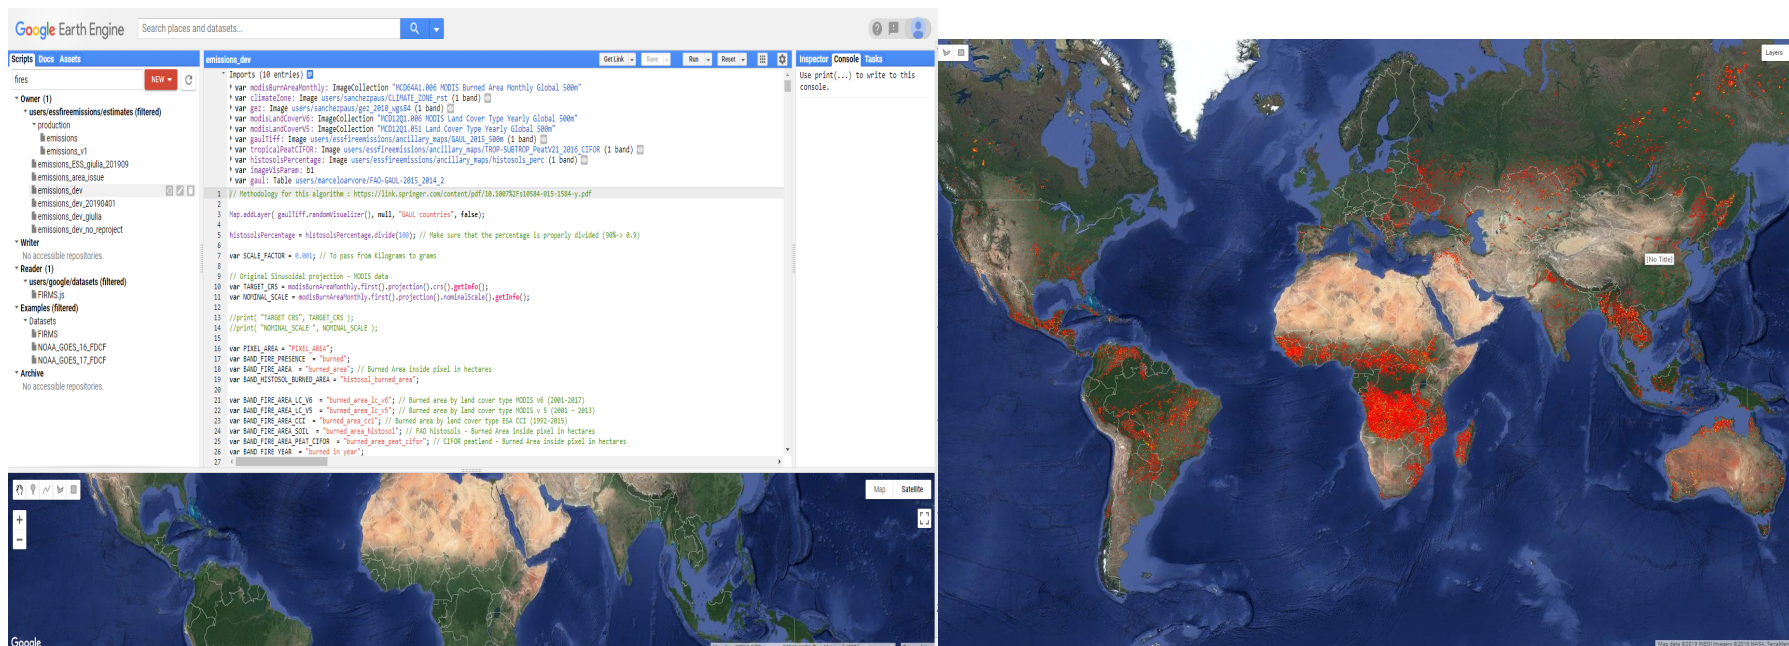 Google Earth Engine
Search places and datasets...
Scripts Docs Assets
fires
NEW
Owner (1)
users/essfireemissions/estimates (filtered)
production
emissions
emissions_v1
emissions_ESS_giulia_201909
emissions_area_issue
emissions_dev
emissions_dev_20190401
emissions_dev_giulia
emissions_dev_no_reproject
Writer
No accessible repositories.
Reader (1)
users/google/datasets (filtered)
FIRMS.js
Examples (filtered)
Datasets
FIRMS
NOAA_GOES_16_FDCF
NOAA_GOES_17_FDCF
Archive
No accessible repositories.
emissions_dev
Get Link Save Run Reset
Imports (10 entries)
var modisBurnAreaMonthly: ImageCollection "MCD64A1.006 MODIS Burned Area Monthly Global 500m"
var climateZone: Image users/sanchezpaus/CLIMATE_ZONE_rst (1 band)
var gez: Image users/sanchezpaus/gez_2010_wgs84 (1 band)
var modisLandCoverV6: ImageCollection "MCD12Q1.006 MODIS Land Cover Type Yearly Global 500m"
var modisLandCoverV5: ImageCollection "MCD12Q1.051 Land Cover Type Yearly Global 500m"
var gaulTiff: Image users/essfireemissions/ancillary_maps/GAUL_2015_500m (1 band)
var tropicalPeatCIFOR: Image users/essfireemissions/ancillary_maps/TROP-SUBTROP_PeatV21_2016_CIFOR (1 band)
var histosolsPercentage: Image users/essfireemissions/ancillary_maps/histosols_perc (1 band)
var imageVisParam: b1
var gaul: Table users/marceloarvore/FAO-GAUL-2015_2014_2
1 // Methodology for this algorithm : https://link.springer.com/content/pdf/10.1007%2Fs10584-015-1584-y.pdf
2
3 Map.addLayer( gaulTiff.randomVisualizer(), null, "GAUL countries", false);
4
5 histosolsPercentage = histosolsPercentage.divide(100); // Make sure that the percentage is properly divided (90%-> 0.9)
6
7 var SCALE_FACTOR = 0.001; // To pass from Kilograms to grams
8
9 // Original Sinusoidal projection - MODIS data
10 var TARGET_CRS = modisBurnAreaMonthly.first().projection().crs().getInfo();
11 var NOMINAL_SCALE = modisBurnAreaMonthly.first().projection().nominalScale().getInfo();
12
13 //print( "TARGET CRS", TARGET_CRS );
14 //print( "NOMINAL_SCALE ", NOMINAL_SCALE );
15
16 var PIXEL_AREA = "PIXEL_AREA";
17 var BAND_FIRE_PRESENCE = "burned";
18 var BAND_FIRE_AREA = "burned_area"; // Burned Area inside pixel in hectares
19 var BAND_HISTOSOL_BURNED_AREA = "histosol_burned_area";
20
21 var BAND_FIRE_AREA_LC_V6 = "burned_area_lc_v6"; // Burned area by land cover type MODIS v6 (2001-2017)
22 var BAND_FIRE_AREA_LC_V5 = "burned_area_lc_v5"; // Burned area by land cover type MODIS v 5 (2001 - 2013)
23 var BAND_FIRE_AREA_CCI = "burned_area_cci"; // Burned area by land cover type ESA CCI (1992-2015)
24 var BAND_FIRE_AREA_SOIL = "burned_area_histosol"; // FAO histosols - Burned Area inside pixel in hectares
25 var BAND_FIRE_AREA_PEAT_CIFOR = "burned_area_peat_cifor"; // CIFOR peatland - Burned Area inside pixel in hectares
26 var BAND_FIRE_YEAR = "burned in year";
27
Inspector Console Tasks
Use print(...) to write to this
console.
Map Satellite
+
−
Google
Layers
[No Title]